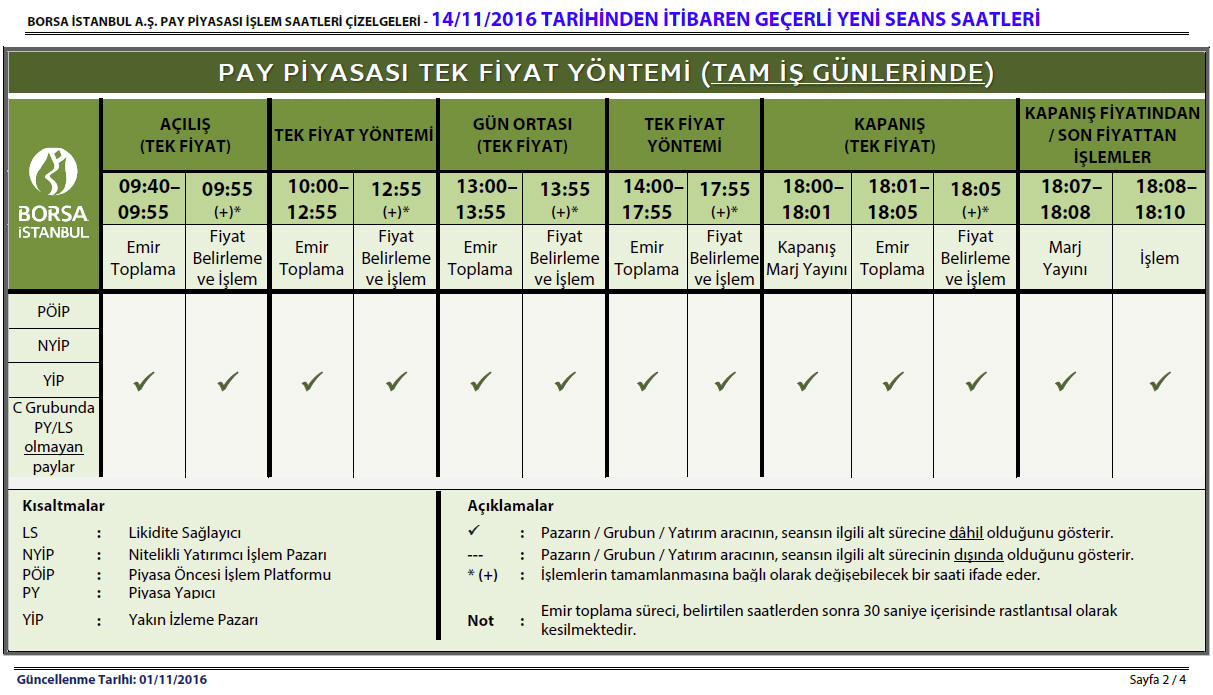 BORSA İSTANBUL A.Ş. PAY PİYASASI İŞLEM SAATLERİ ÇİZELGELERİ - 14/11/2016 TARİHİNDEN İTİBAREN GEÇERLİ YENİ SEANS SAATLERİ
PAY PİYASASI TEK FİYAT YÖNTEMİ (TAM İŞ GÜNLERİNDE)
BORSA
İSTANBUL
AÇILIŞ
(TEK FİYAT)
TEK FİYAT YÖNTEMİ
GÜN ORTASI
(TEK FİYAT)
TEK FİYAT
YÖNTEMİ
KAPANIŞ
(TEK FİYAT)
KAPANIŞ FİYATINDAN
/ SON FİYATTAN
İŞLEMLER
09:40–
09:55
09:55
(+)*
10:00–
12:55
12:55
(+)*
13:00–
13:55
13:55
(+)*
14:00–
17:55
17:55
(+)*
18:00–
18:01
18:01–
18:05
18:05
(+)*
18:07–
18:08
18:08–
18:10
Emir
Toplama
Fiyat
Belirleme
ve İşlem
Emir
Toplama
Fiyat
Belirleme
ve İşlem
Emir
Toplama
Fiyat
Belirleme
ve İşlem
Emir
Toplama
Fiyat
Belirleme
ve İşlem
Kapanış
Marj Yayını
Emir
Toplama
Fiyat
Belirleme
ve İşlem
Marj
Yayını
İşlem
PÖİP
NYİP
YİP
C Grubunda
PY/LS
olmayan
paylar
✓ ✓ ✓ ✓ ✓ ✓ ✓ ✓ ✓ ✓ ✓ ✓ ✓
Kısaltmalar
LS : Likidite Sağlayıcı
NYİP : Nitelikli Yatırımcı İşlem Pazarı
PÖİP : Piyasa Öncesi İşlem Platformu
PY : Piyasa Yapıcı
YİP : Yakın İzleme Pazarı
Açıklamalar
✓ : Pazarın / Grubun / Yatırım aracının, seansın ilgili alt sürecine dâhil olduğunu gösterir.
--- : Pazarın / Grubun / Yatırım aracının, seansın ilgili alt sürecinin dışında olduğunu gösterir.
* (+) : İşlemlerin tamamlanmasına bağlı olarak değişebilecek bir saati ifade eder.
Not : Emir toplama süreci, belirtilen saatlerden sonra 30 saniye içerisinde rastlantısal olarak
kesilmektedir.
Güncellenme Tarihi: 01/11/2016
Sayfa 2 / 4